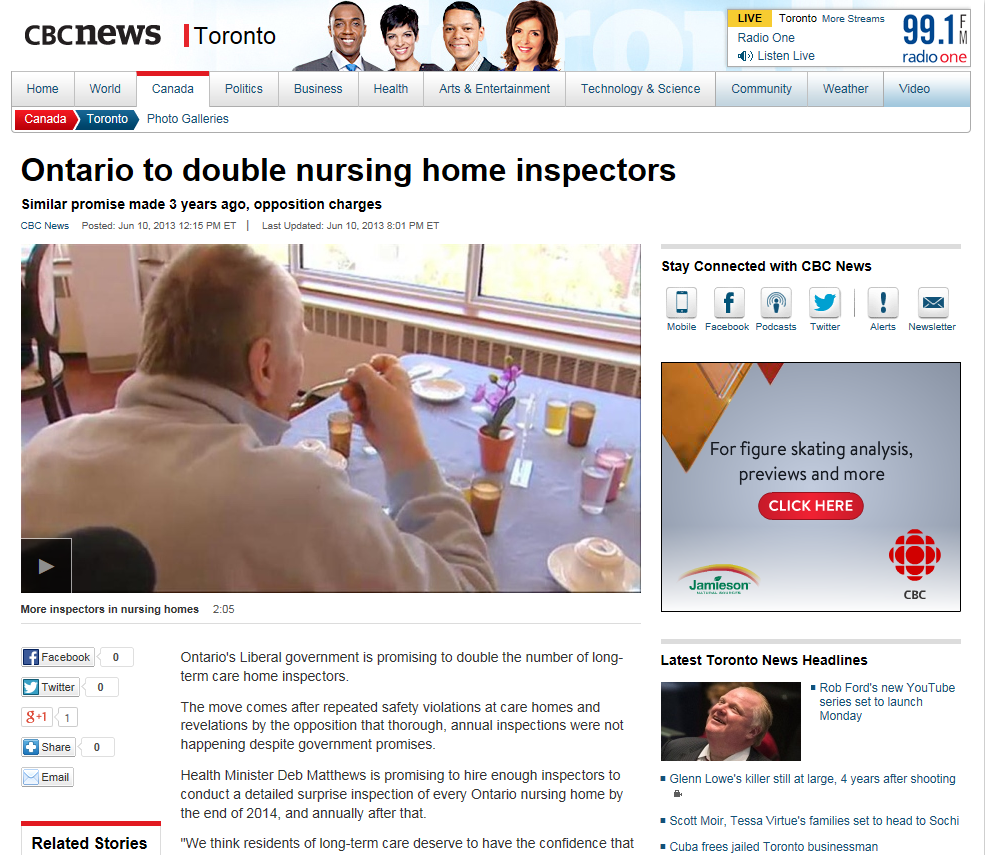 CBCnews Toronto
LIVE Toronto More Streams
Radio One
Listen Live
99.1 FM
radio one
Home World Canada Politics Business Health Arts & Entertainment Technology & Science Community Weather Video
Canada Toronto Photo Galleries
Ontario to double nursing home inspectors
Similar promise made 3 years ago, opposition charges
CBC News Posted: Jun 10, 2013 12:15 PM ET | Last Updated: Jun 10, 2013 8:01 PM ET
More inspectors in nursing homes 2:05
Facebook 0
Twitter 0
g+1 1
Share 0
Email
Related Stories
Ontario's Liberal government is promising to double the number of long-
term care home inspectors.
The move comes after repeated safety violations at care homes and
revelations by the opposition that thorough, annual inspections were not
happening despite government promises.
Health Minister Deb Matthews is promising to hire enough inspectors to
conduct a detailed surprise inspection of every Ontario nursing home by
the end of 2014, and annually after that.
"We think residents of long-term care deserve to have the confidence that
Stay Connected with CBC News
Mobile Facebook Podcasts Twitter Alerts Newsletter
For figure skating analysis,
previews and more
CLICK HERE
Jamieson
NATURAL SOURCES
CBC
Latest Toronto News Headlines
Rob Ford's new YouTube
series set to launch
Monday
Glenn Lowe's killer still at large, 4 years after shooting
Scott Moir, Tessa Virtue's families set to head to Sochi
Cuba frees jailed Toronto businessman